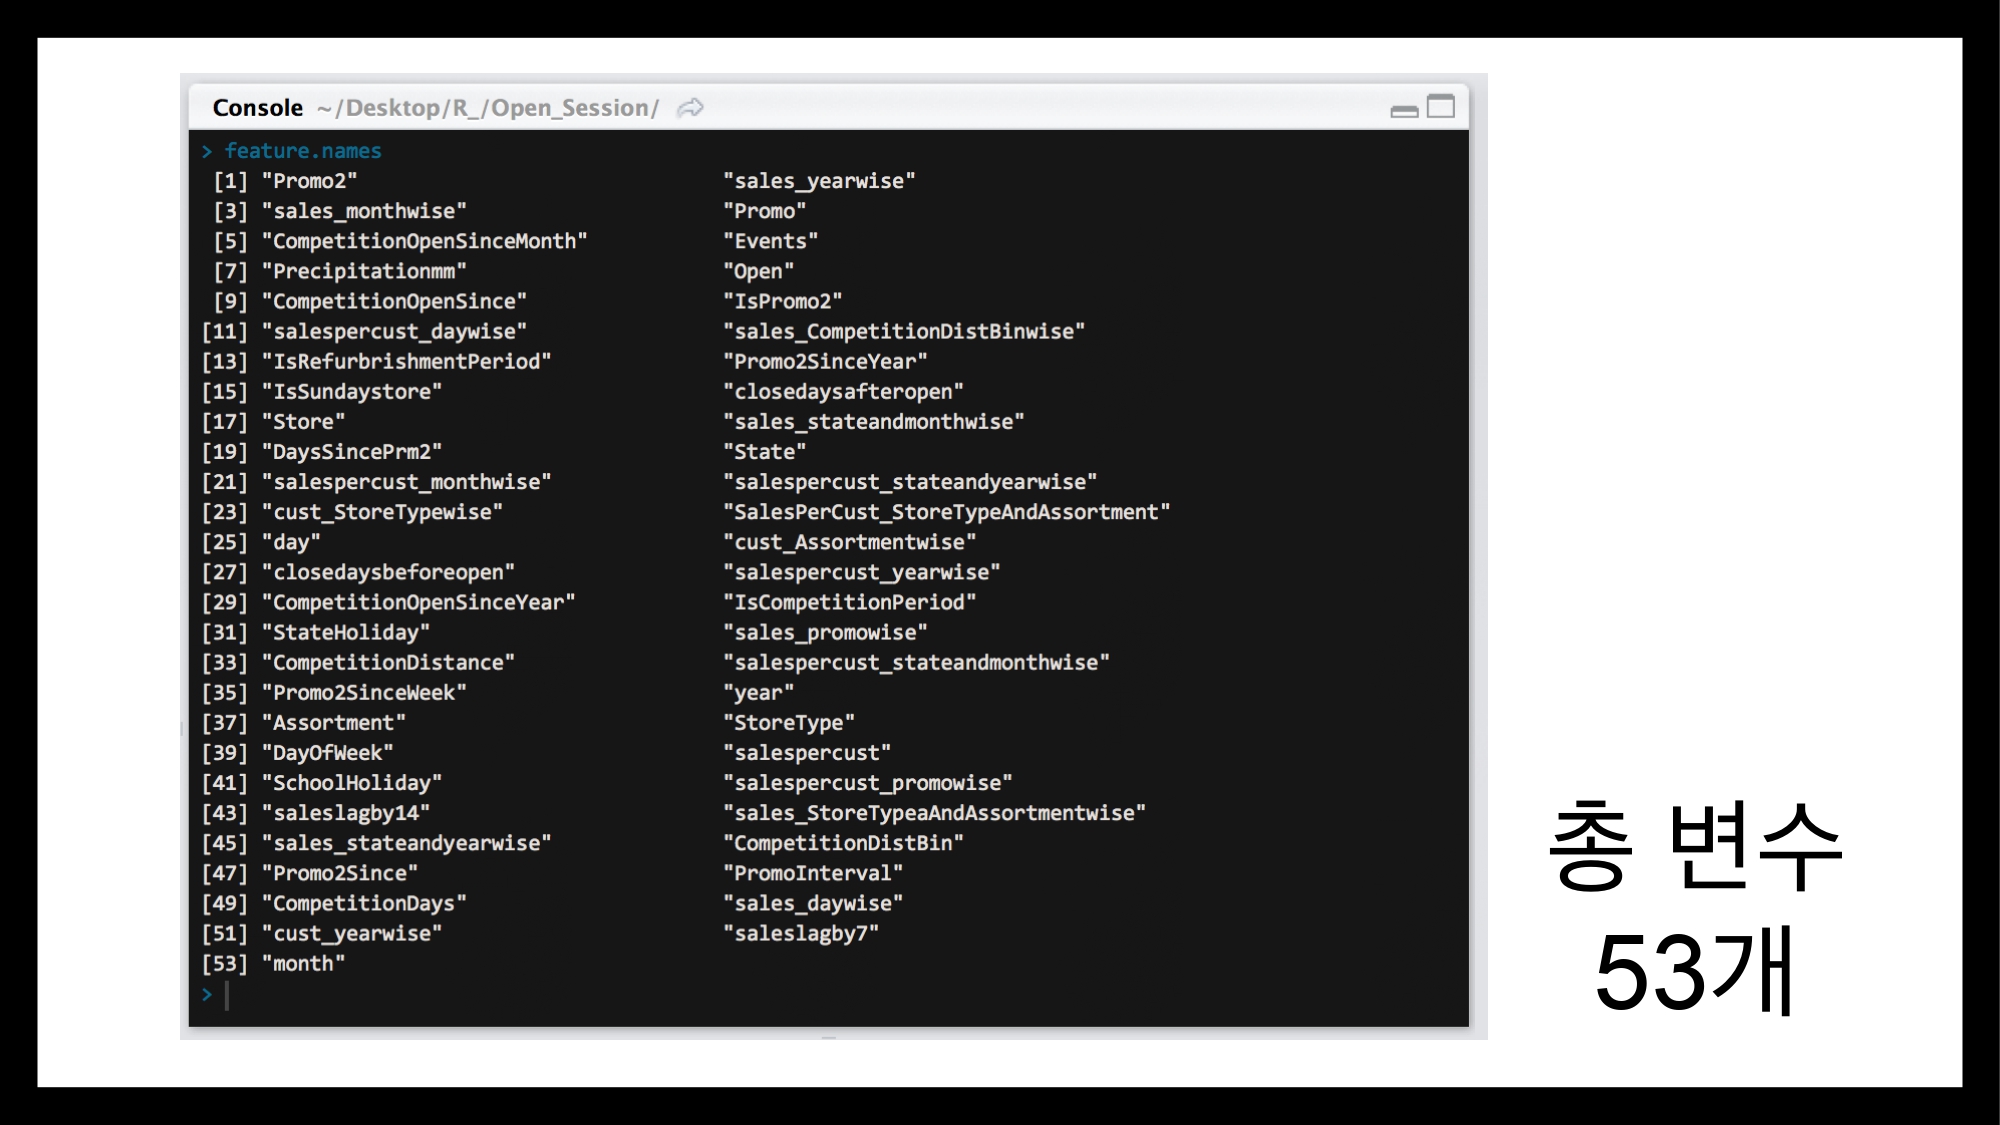 Console ~/Desktop/R_/Open_Session/
> feature.names
[1] "Promo2" "sales_yearwise"
[3] "sales_monthwise" "Promo"
[5] "CompetitionOpenSinceMonth" "Events"
[7] "Precipitationmm" "Open"
[9] "CompetitionOpenSince" "IsPromo2"
[11] "salespercust_daywise" "sales_CompetitionDistBinwise"
[13] "IsRefurbrishmentPeriod" "Promo2SinceYear"
[15] "IsSundaystore" "closedaysafteropen"
[17] "Store" "sales_stateandmonthwise"
[19] "DaysSincePrm2" "State"
[21] "salespercust_monthwise" "salespercust_stateandyearwise"
[23] "cust_StoreTypewise" "SalesPerCust_StoreTypeAndAssortment"
[25] "day" "cust_Assortmentwise"
[27] "closedaysbeforeopen" "salespercust_yearwise"
[29] "CompetitionOpenSinceYear" "IsCompetitionPeriod"
[31] "StateHoliday" "sales_promowise"
[33] "CompetitionDistance" "salespercust_stateandmonthwise"
[35] "Promo2SinceWeek" "year"
[37] "Assortment" "StoreType"
[39] "DayOfWeek" "salespercust"
[41] "SchoolHoliday" "salespercust_promowise"
[43] "saleslagby14" "sales_StoreTypeaAndAssortmentwise"
[45] "sales_stateandyearwise" "CompetitionDistBin"
[47] "Promo2Since" "PromoInterval"
[49] "CompetitionDays" "sales_daywise"
[51] "cust_yearwise" "saleslagby7"
[53] "month"
>
총 변수
53개